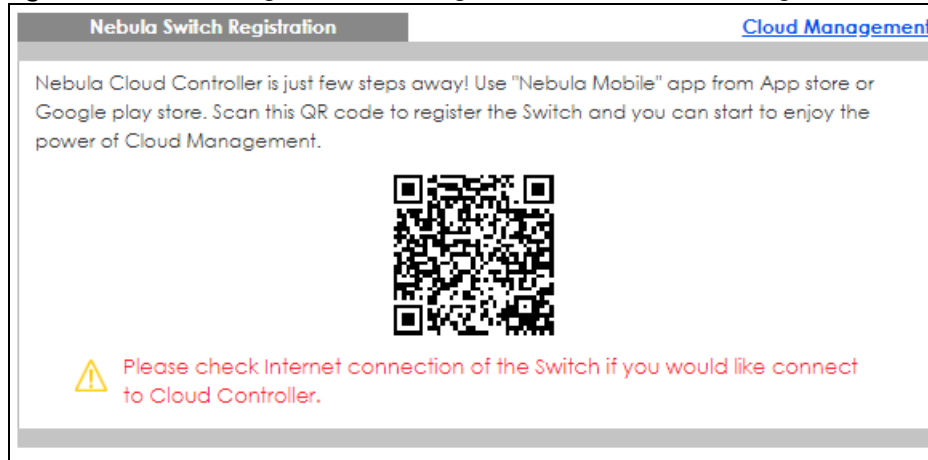 Nebula Switch Registration
Cloud Management
Nebula Cloud Controller is just few steps away! Use "Nebula Mobile" app from App store or
Google play store. Scan this QR code to register the Switch and you can start to enjoy the
power of Cloud Management.
Please check Internet connection of the Switch if you would like connect
to Cloud Controller.